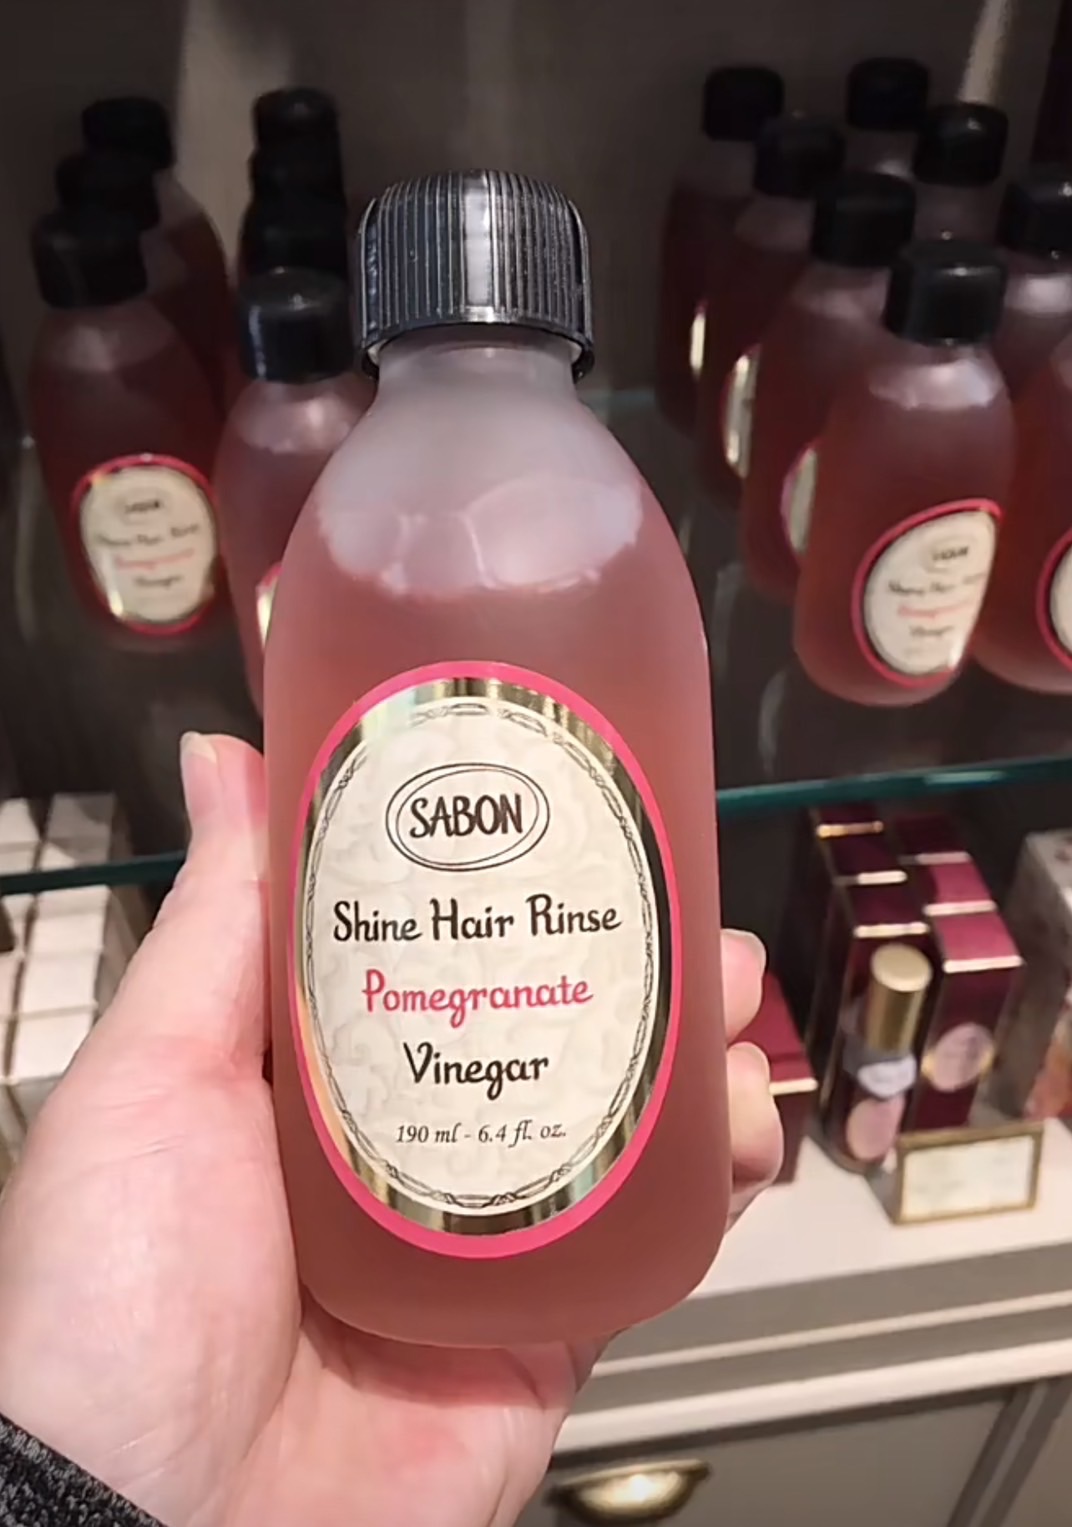 SABON
Shine Hair Rinse
Pomegranate
Vinegar
190 ml - 6.4 fl. oz.